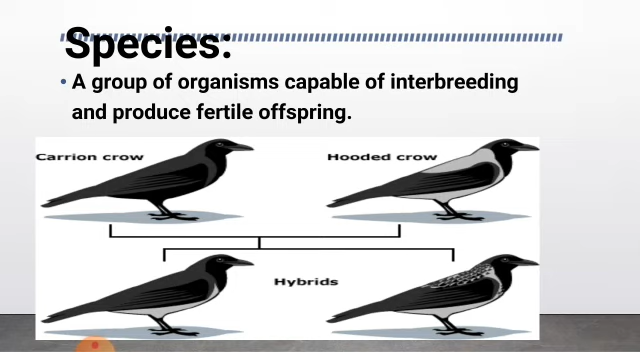 Species:
• A group of organisms capable of interbreeding
and produce fertile offspring.
Carrion crow
Hooded crow
Hybrids